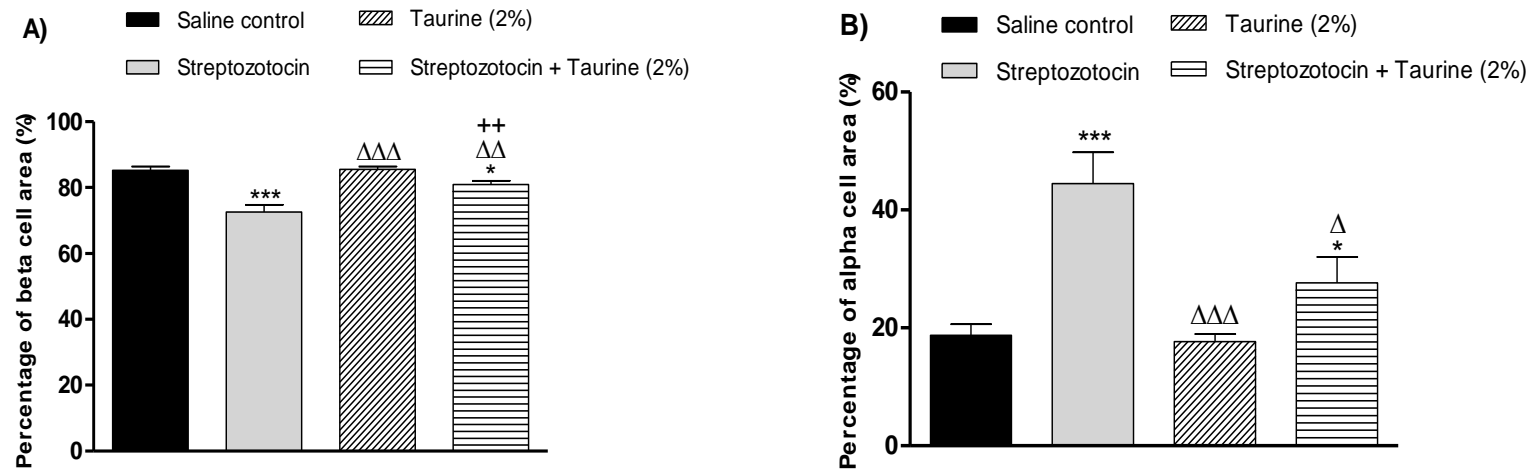 A)
Saline control
Taurine (2%)
Streptozotocin
Streptozotocin + Taurine (2%)
Percentage of beta cell area (%)
100
80
60
40
20
0
***
ΔΔΔ
++
ΔΔ
*
B)
Saline control
Taurine (2%)
Streptozotocin
Streptozotocin + Taurine (2%)
Percentage of alpha cell area (%)
60
40
20
0
***
ΔΔΔ
Δ
*